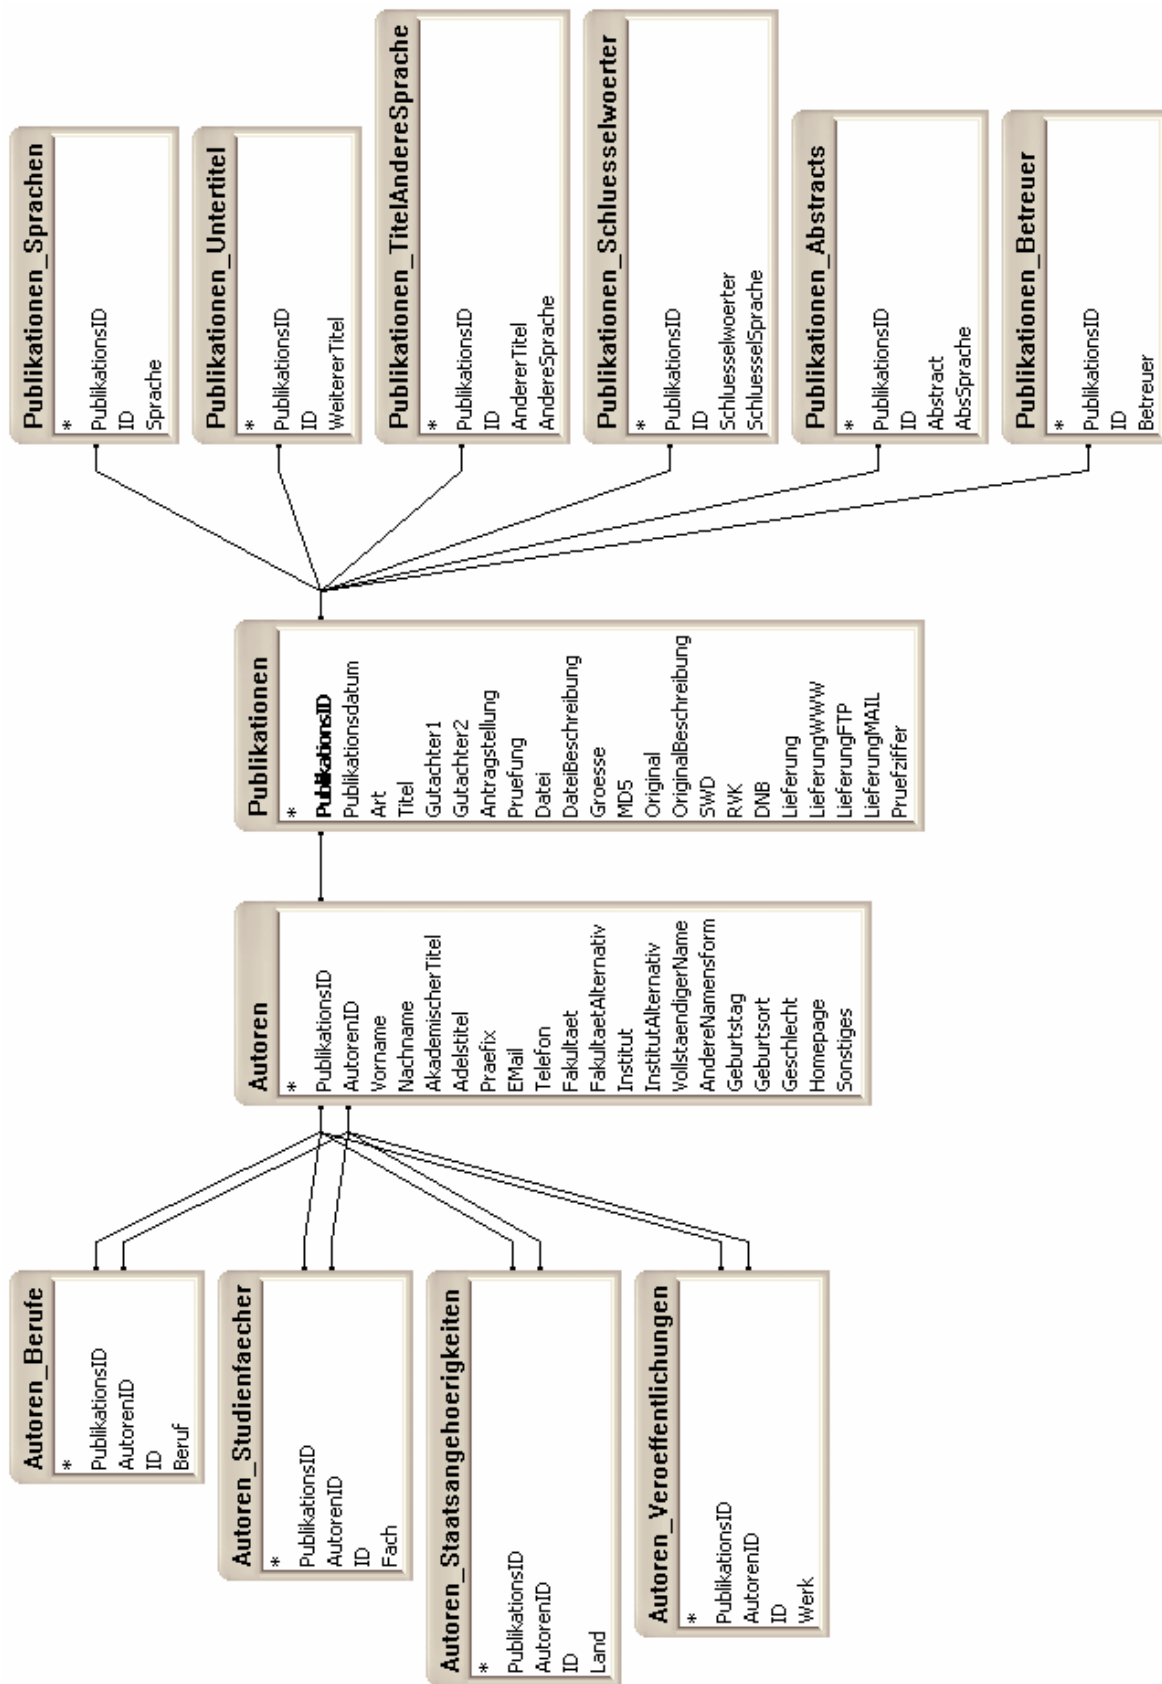 Autoren_Berufe
*
PublikationsID
AutorenID
ID
Beruf
Autoren_Studienfaecher
*
PublikationsID
AutorenID
ID
Fach
Autoren_Staatsangehoerigkeiten
*
PublikationsID
AutorenID
ID
Land
Autoren_Veroeffentlichungen
*
PublikationsID
AutorenID
ID
Werk
Autoren
*
PublikationsID
AutorenID
Vorname
Nachname
AkademischerTitel
Adelstitel
Praefix
EMail
Telefon
Fakultaet
FakultaetAlternativ
Institut
InstitutAlternativ
VollstaendigerName
AndereNamensform
Geburtstag
Geburtsort
Geschlecht
Homepage
Sonstiges
Publikationen
*
PublikationsID
Publikationsdatum
Art
Titel
Gutachter1
Gutachter2
Antragstellung
Pruefung
Datei
DateiBeschreibung
Groesse
MD5
Original
OriginalBeschreibung
SWD
RVK
DNB
Lieferung
LieferungWWW
LieferungFTP
LieferungMAIL
Pruefziffer
Publikationen_Sprachen
*
PublikationsID
ID
Sprache
Publikationen_Untertitel
*
PublikationsID
ID
WeitererTitel
Publikationen_TitelAndereSprache
*
PublikationsID
ID
AndererTitel
AndereSprache
Publikationen_Schluesselwoerter
*
PublikationsID
ID
Schluesselwoerter
SchluesselSprache
Publikationen_Abstracts
*
PublikationsID
ID
Abstract
AbsSprache
Publikationen_Betreuer
*
PublikationsID
ID
Betreuer